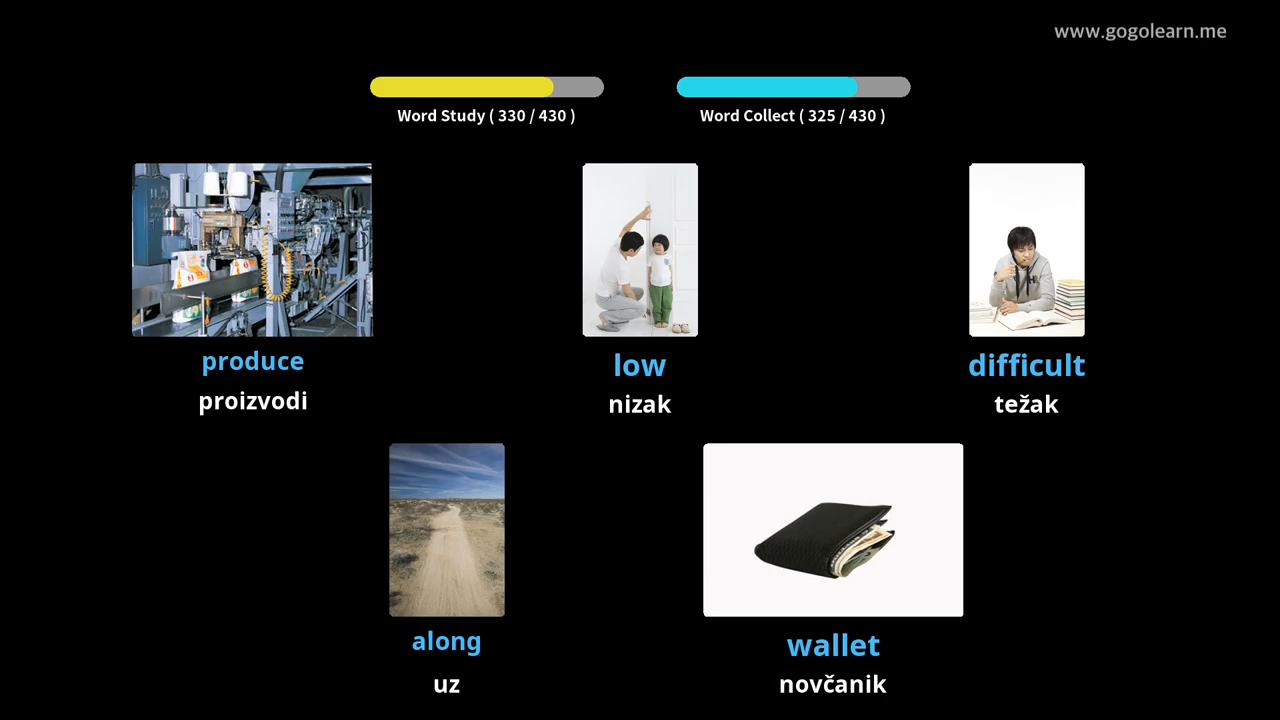 www.gogolearn.me
Word Study ( 330 / 430 )
Word Collect ( 325 / 430 )
produce
proizvodi
low
nizak
difficult
težak
along
uz
wallet
novčanik